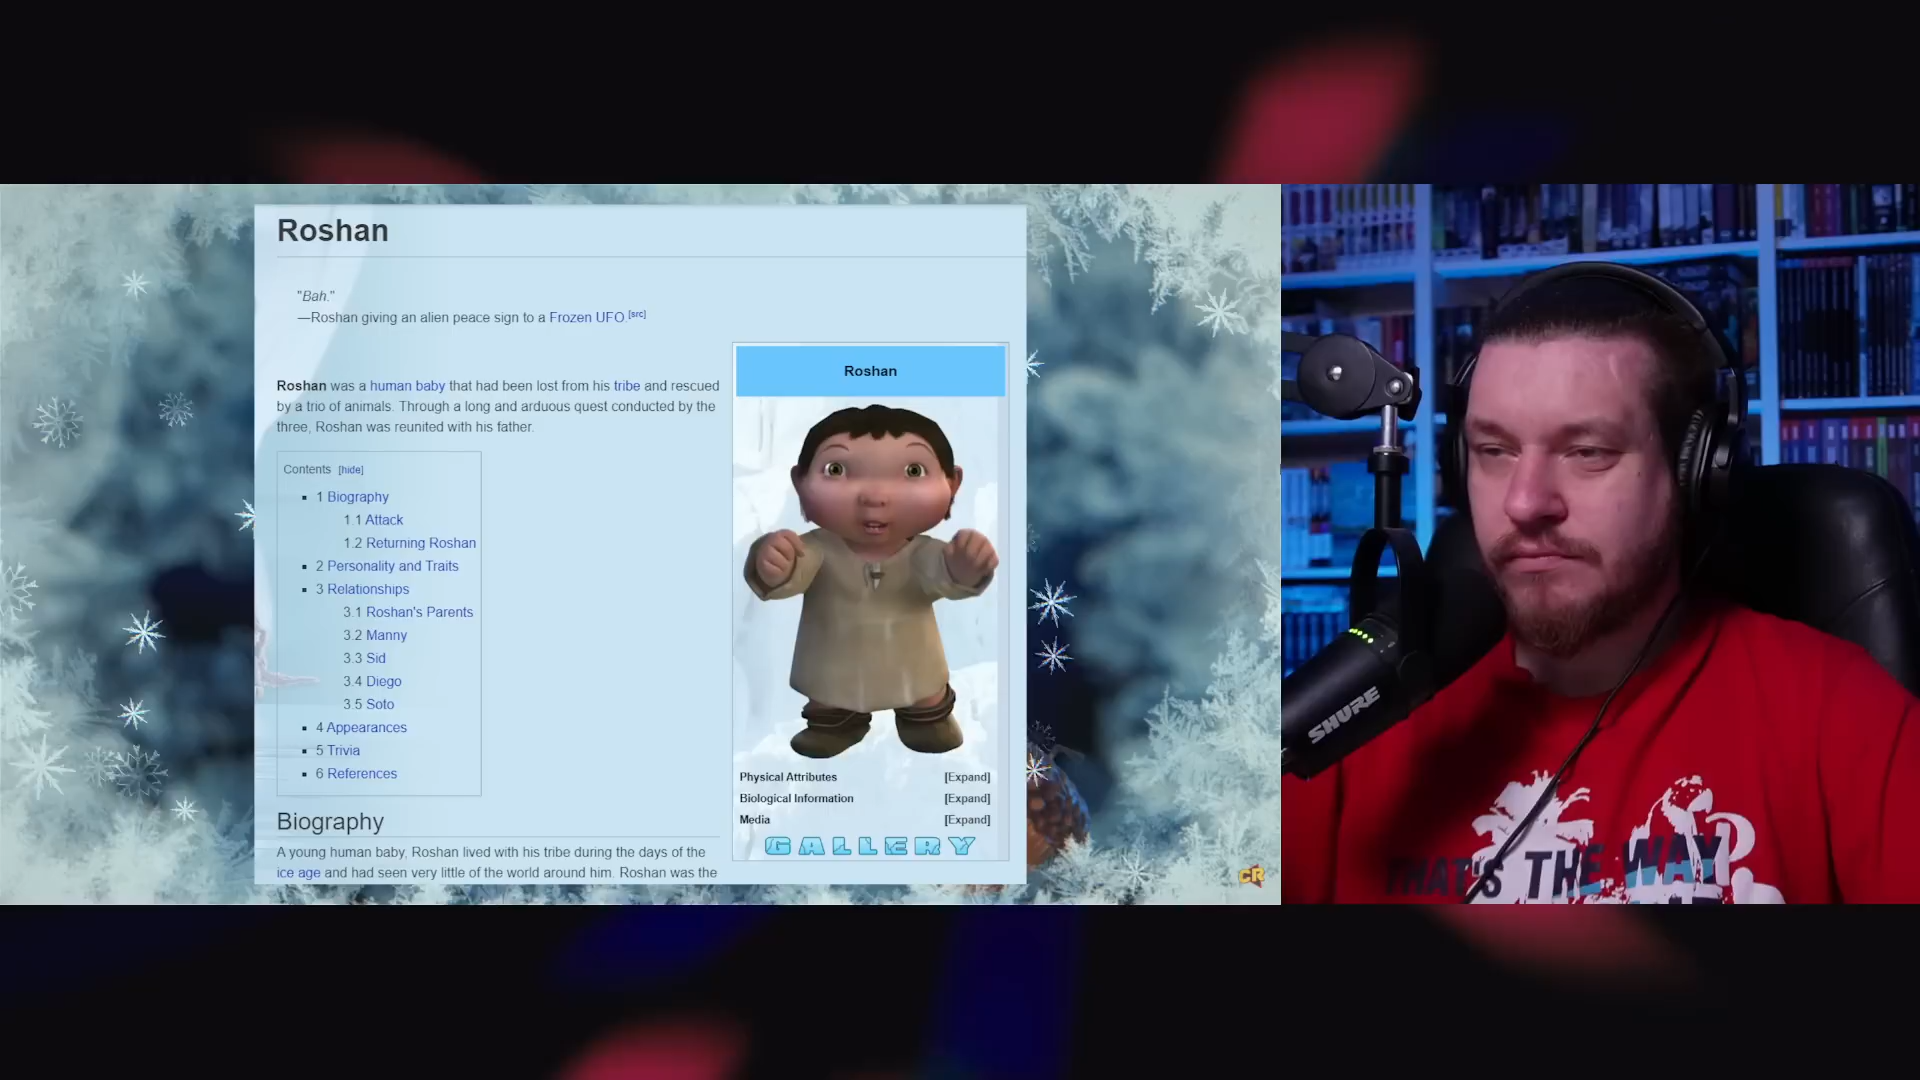 Roshan
"Bah."
—Roshan giving an alien peace sign to a Frozen UFO.[src]
Roshan was a human baby that had been lost from his tribe and rescued
by a trio of animals. Through a long and arduous quest conducted by the
three, Roshan was reunited with his father.
Contents [hide]
1 Biography
1.1 Attack
1.2 Returning Roshan
2 Personality and Traits
3 Relationships
3.1 Roshan's Parents
3.2 Manny
3.3 Sid
3.4 Diego
3.5 Soto
4 Appearances
5 Trivia
6 References
Biography
A young human baby, Roshan lived with his tribe during the days of the
ice age and had seen very little of the world around him. Roshan was the
Roshan
Physical Attributes [Expand]
Biological Information [Expand]
Media [Expand]
GALLERY
CR
SHURE
THAT'S THE WAY